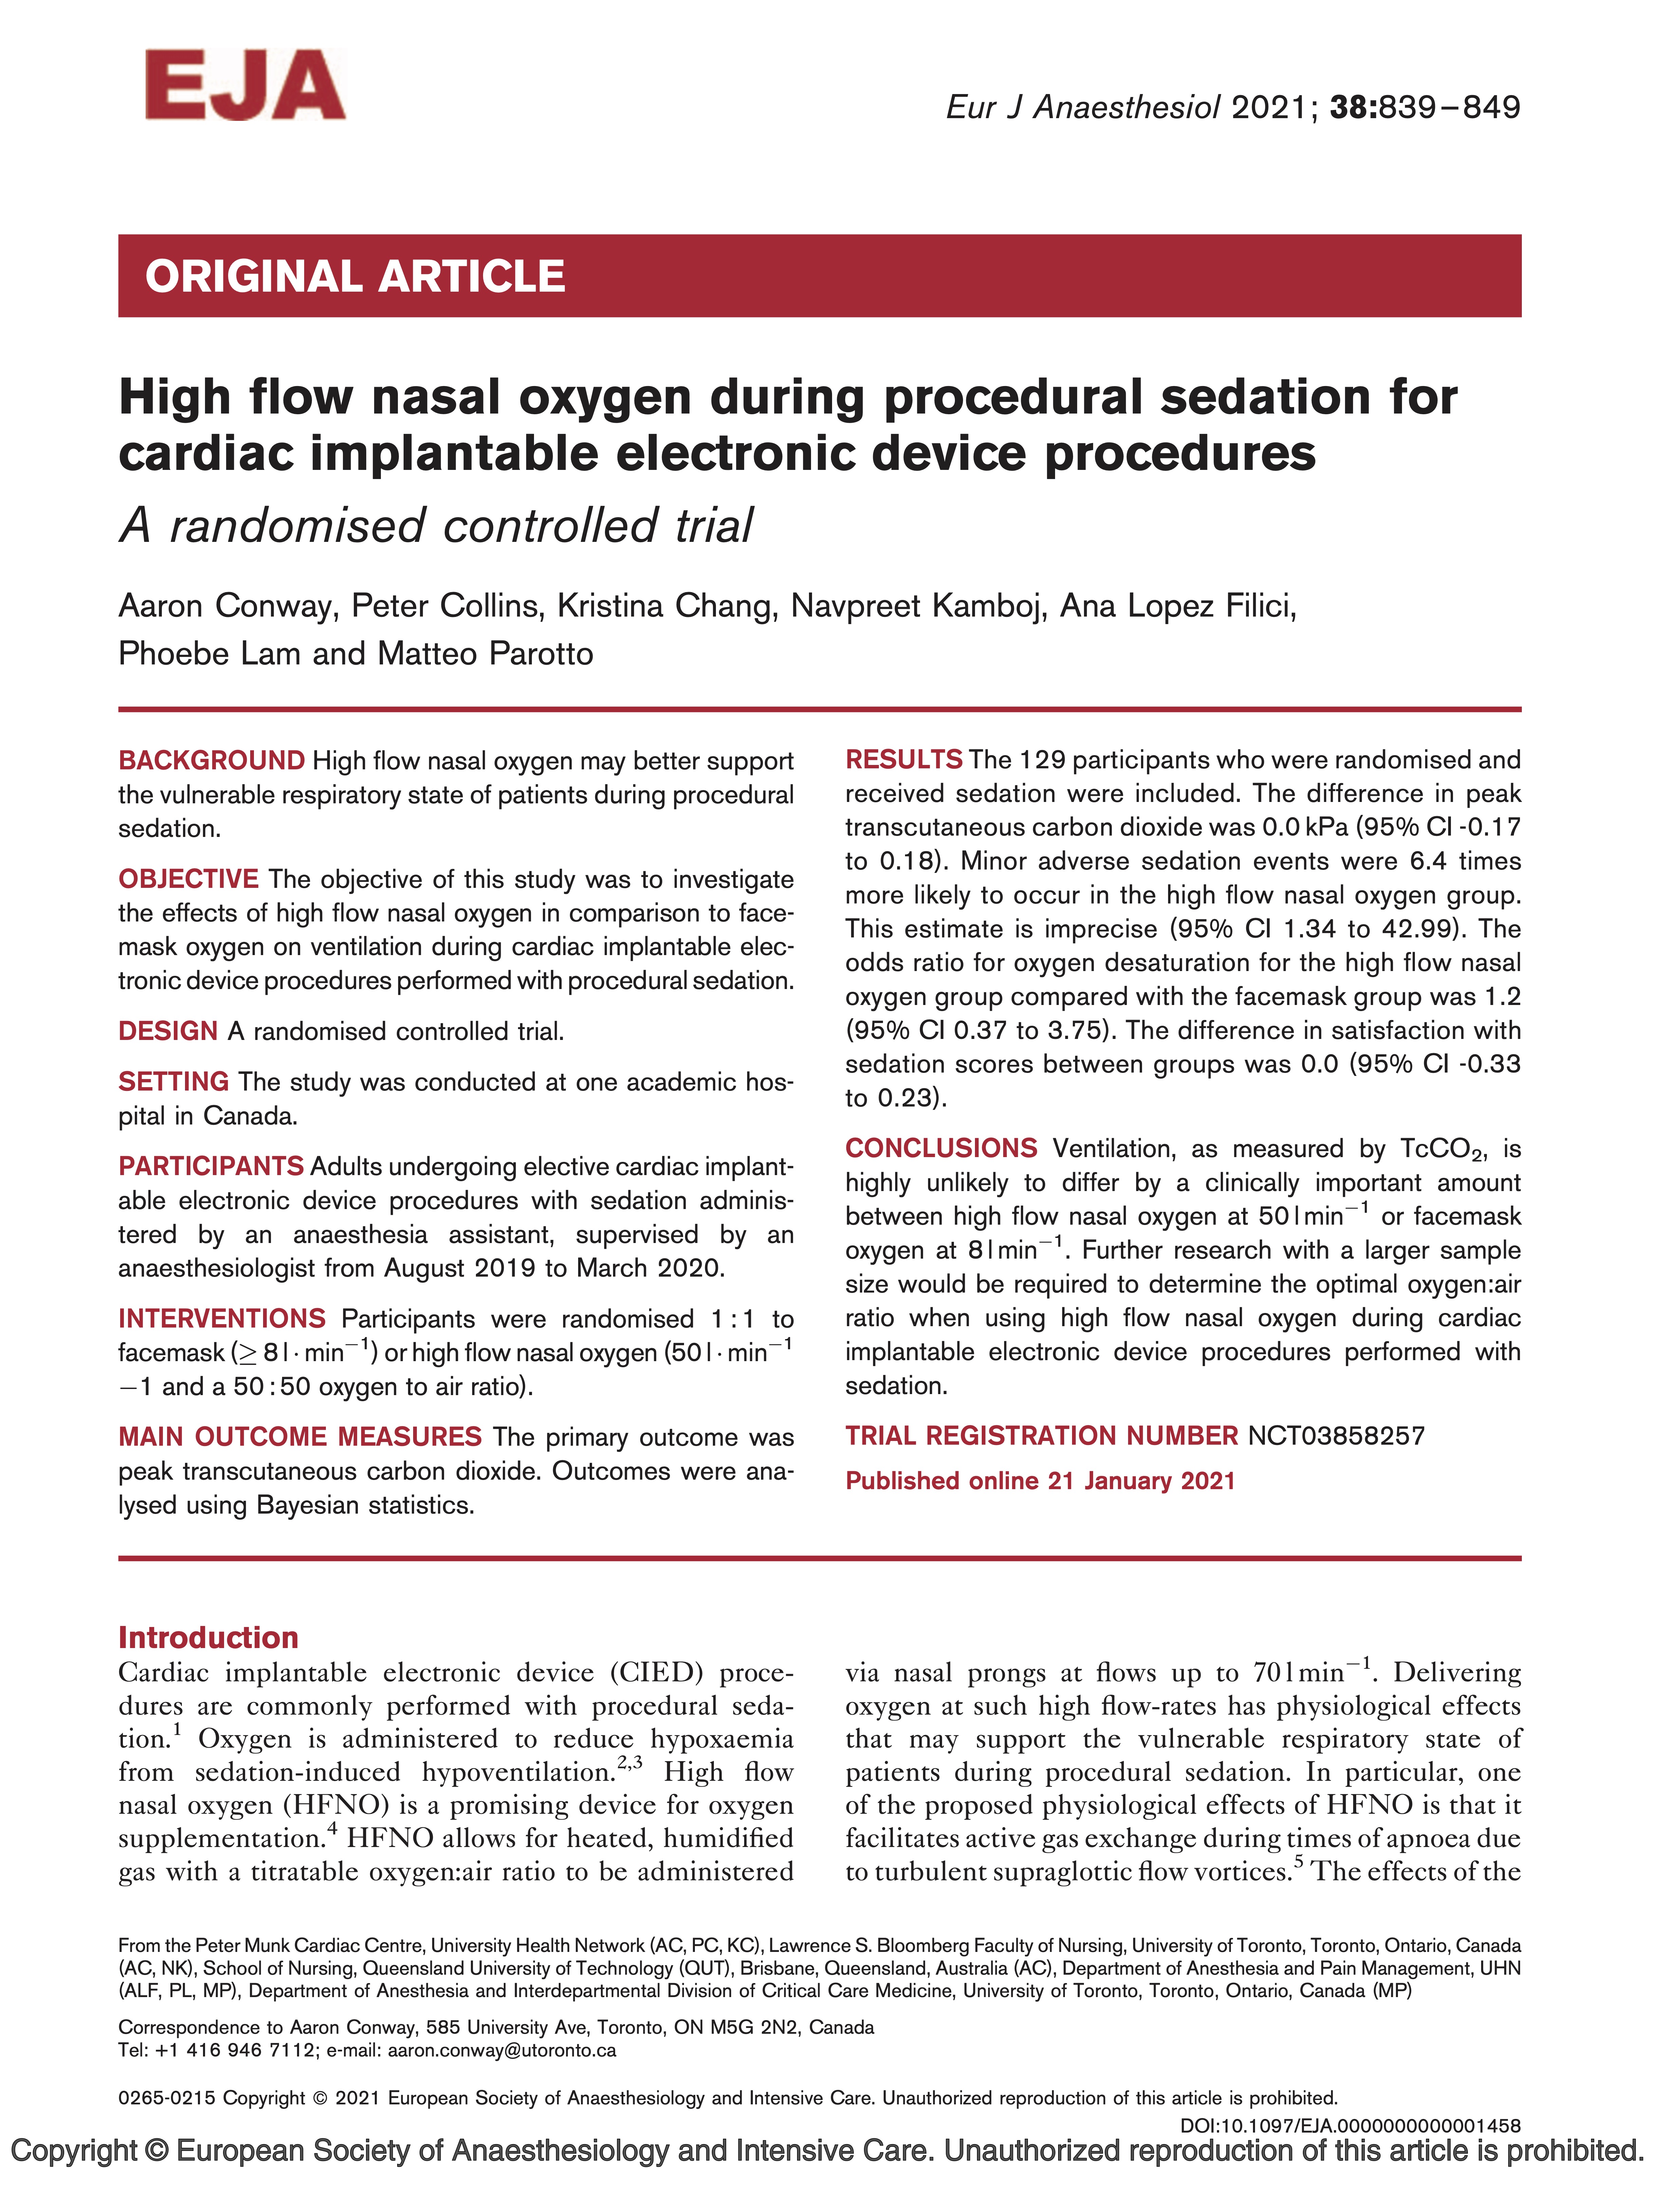 EJA
Eur J Anaesthesiol 2021; 38:839–849
ORIGINAL ARTICLE
High flow nasal oxygen during procedural sedation for
cardiac implantable electronic device procedures
A randomised controlled trial
Aaron Conway, Peter Collins, Kristina Chang, Navpreet Kamboj, Ana Lopez Filici,
Phoebe Lam and Matteo Parotto
BACKGROUND High flow nasal oxygen may better support
the vulnerable respiratory state of patients during procedural
sedation.
OBJECTIVE The objective of this study was to investigate
the effects of high flow nasal oxygen in comparison to face-
mask oxygen on ventilation during cardiac implantable elec-
tronic device procedures performed with procedural sedation.
DESIGN A randomised controlled trial.
SETTING The study was conducted at one academic hos-
pital in Canada.
PARTICIPANTS Adults undergoing elective cardiac implant-
able electronic device procedures with sedation adminis-
tered by an anaesthesia assistant, supervised by an
anaesthesiologist from August 2019 to March 2020.
INTERVENTIONS Participants were randomised 1 : 1 to
facemask (≥ 8 l · min⁻¹) or high flow nasal oxygen (50 l · min⁻¹
−1 and a 50 : 50 oxygen to air ratio).
MAIN OUTCOME MEASURES The primary outcome was
peak transcutaneous carbon dioxide. Outcomes were ana-
lysed using Bayesian statistics.
RESULTS The 129 participants who were randomised and
received sedation were included. The difference in peak
transcutaneous carbon dioxide was 0.0 kPa (95% CI -0.17
to 0.18). Minor adverse sedation events were 6.4 times
more likely to occur in the high flow nasal oxygen group.
This estimate is imprecise (95% CI 1.34 to 42.99). The
odds ratio for oxygen desaturation for the high flow nasal
oxygen group compared with the facemask group was 1.2
(95% CI 0.37 to 3.75). The difference in satisfaction with
sedation scores between groups was 0.0 (95% CI -0.33
to 0.23).
CONCLUSIONS Ventilation, as measured by TcCO₂, is
highly unlikely to differ by a clinically important amount
between high flow nasal oxygen at 50 l min⁻¹ or facemask
oxygen at 8 l min⁻¹. Further research with a larger sample
size would be required to determine the optimal oxygen:air
ratio when using high flow nasal oxygen during cardiac
implantable electronic device procedures performed with
sedation.
TRIAL REGISTRATION NUMBER NCT03858257
Published online 21 January 2021
Introduction
Cardiac implantable electronic device (CIED) proce-
dures are commonly performed with procedural seda-
tion.¹ Oxygen is administered to reduce hypoxaemia
from sedation-induced hypoventilation.²,³ High flow
nasal oxygen (HFNO) is a promising device for oxygen
supplementation.⁴ HFNO allows for heated, humidified
gas with a titratable oxygen:air ratio to be administered
via nasal prongs at flows up to 70 l min⁻¹. Delivering
oxygen at such high flow-rates has physiological effects
that may support the vulnerable respiratory state of
patients during procedural sedation. In particular, one
of the proposed physiological effects of HFNO is that it
facilitates active gas exchange during times of apnoea due
to turbulent supraglottic flow vortices.⁵ The effects of the
From the Peter Munk Cardiac Centre, University Health Network (AC, PC, KC), Lawrence S. Bloomberg Faculty of Nursing, University of Toronto, Toronto, Ontario, Canada
(AC, NK), School of Nursing, Queensland University of Technology (QUT), Brisbane, Queensland, Australia (AC), Department of Anesthesia and Pain Management, UHN
(ALF, PL, MP), Department of Anesthesia and Interdepartmental Division of Critical Care Medicine, University of Toronto, Toronto, Ontario, Canada (MP)
Correspondence to Aaron Conway, 585 University Ave, Toronto, ON M5G 2N2, Canada
Tel: +1 416 946 7112; e-mail: aaron.conway@utoronto.ca
0265-0215 Copyright © 2021 European Society of Anaesthesiology and Intensive Care. Unauthorized reproduction of this article is prohibited.
DOI:10.1097/EJA.0000000000001458
Copyright © European Society of Anaesthesiology and Intensive Care. Unauthorized reproduction of this article is prohibited.